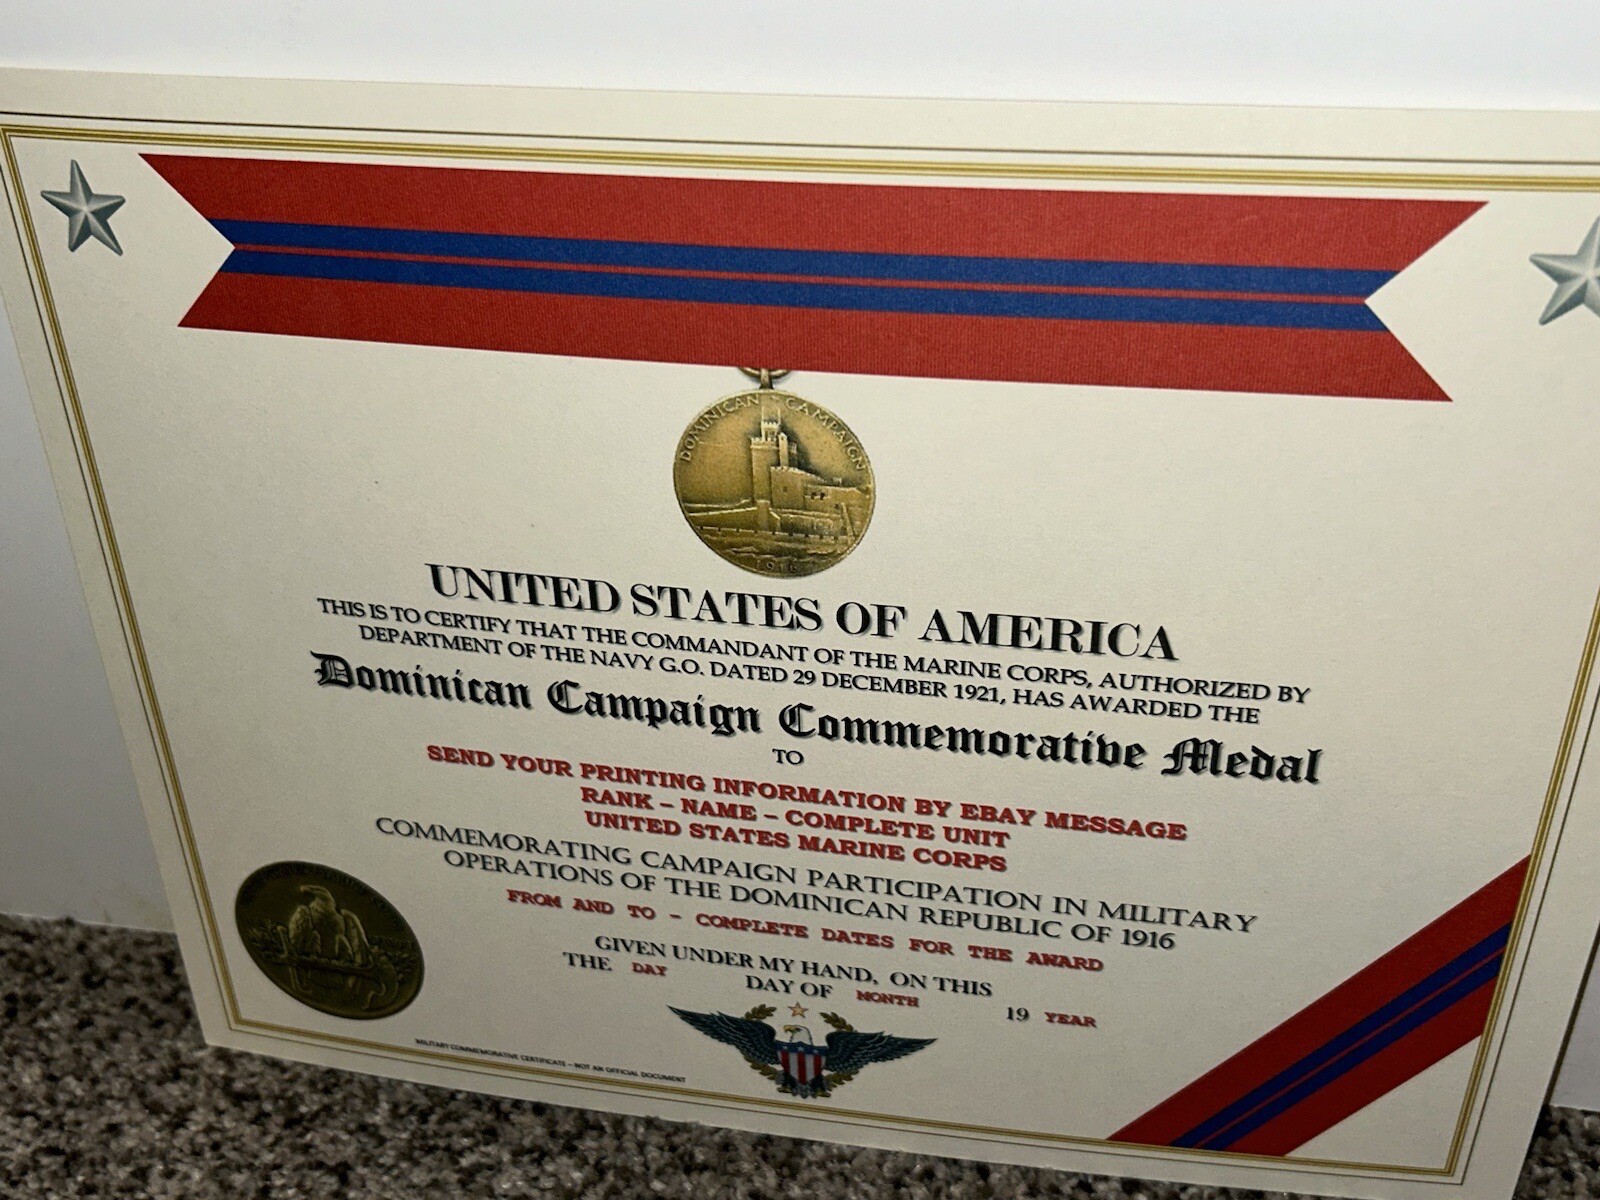 DOMINICAN CAMPAIGN
1916
UNITED STATES OF AMERICA
THIS IS TO CERTIFY THAT THE COMMANDANT OF THE MARINE CORPS, AUTHORIZED BY
DEPARTMENT OF THE NAVY G.O. DATED 29 DECEMBER 1921, HAS AWARDED THE
Dominican Campaign Commemorative Medal
TO
SEND YOUR PRINTING INFORMATION BY EBAY MESSAGE
RANK – NAME – COMPLETE UNIT
UNITED STATES MARINE CORPS
COMMEMORATING CAMPAIGN PARTICIPATION IN MILITARY
OPERATIONS OF THE DOMINICAN REPUBLIC OF 1916
FROM AND TO – COMPLETE DATES FOR THE AWARD
GIVEN UNDER MY HAND, ON THIS
THE DAY DAY OF MONTH 19 YEAR
MILITARY COMMEMORATIVE CERTIFICATE – NOT AN OFFICIAL DOCUMENT